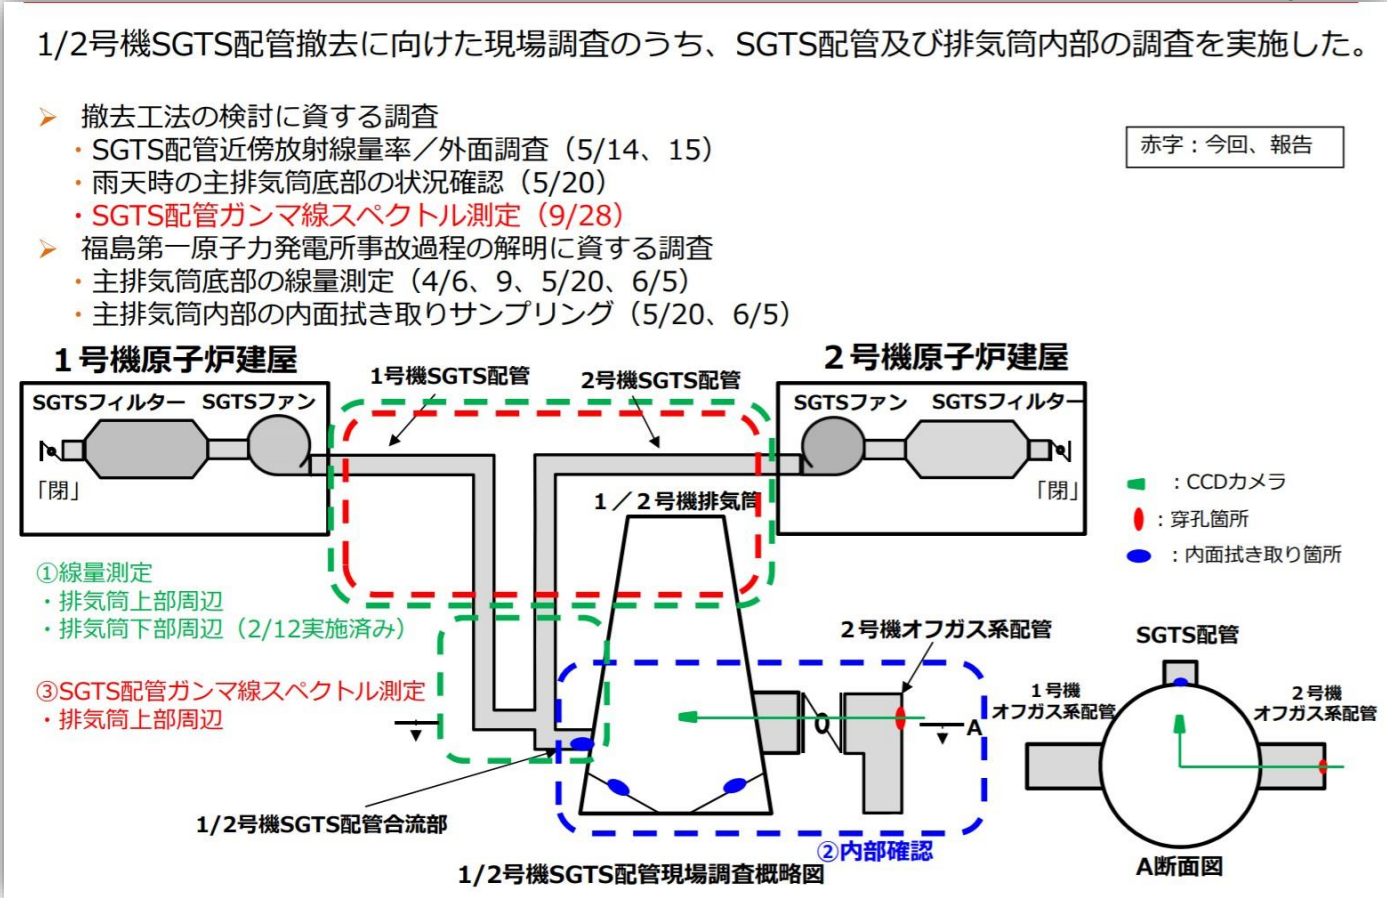 1/2号機SGTS配管撤去に向けた現場調査のうち、SGTS配管及び排気筒内部の調査を実施した。
撤去工法の検討に資する調査
・SGTS配管近傍放射線量率／外面調査（5/14、15）
・雨天時の主排気筒底部の状況確認（5/20）
・SGTS配管ガンマ線スペクトル測定（9/28）
福島第一原子力発電所事故過程の解明に資する調査
・主排気筒底部の線量測定（4/6、9、5/20、6/5）
・主排気筒内部の内面拭き取りサンプリング（5/20、6/5）
赤字：今回、報告
１号機原子炉建屋
1号機SGTS配管
2号機SGTS配管
２号機原子炉建屋
SGTSフィルター
SGTSファン
SGTSファン
SGTSフィルター
「閉」
「閉」
１／２号機排気筒
：CCDカメラ
：穿孔箇所
：内面拭き取り箇所
①線量測定
・排気筒上部周辺
・排気筒下部周辺（2/12実施済み）
③SGTS配管ガンマ線スペクトル測定
・排気筒上部周辺
２号機オフガス系配管
A
SGTS配管
１号機
オフガス系配管
２号機
オフガス系配管
1/2号機SGTS配管合流部
②内部確認
A断面図
1/2号機SGTS配管現場調査概略図